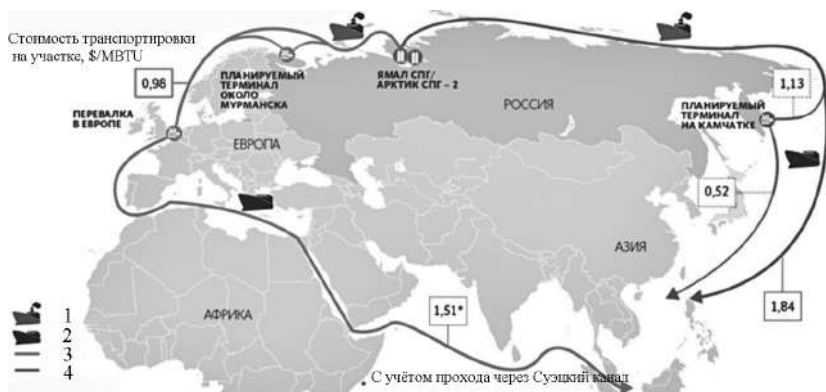 Стоимость транспортировки
на участке, $/MBTU
0,98
ПЛАНИРУЕМЫЙ
ТЕРМИНАЛ
ОКОЛО
МУРМАНСКА
ЯМАЛ СПГ/
АРКТИК СПГ – 2
РОССИЯ
1,13
ПЛАНИРУЕМЫЙ
ТЕРМИНАЛ
НА КАМЧАТКЕ
ПЕРЕВАЛКА
В ЕВРОПЕ
ЕВРОПА
0,52
АЗИЯ
1,84
АФРИКА
1,51*
1
2
3
4
* С учётом прохода через Суэцкий канал